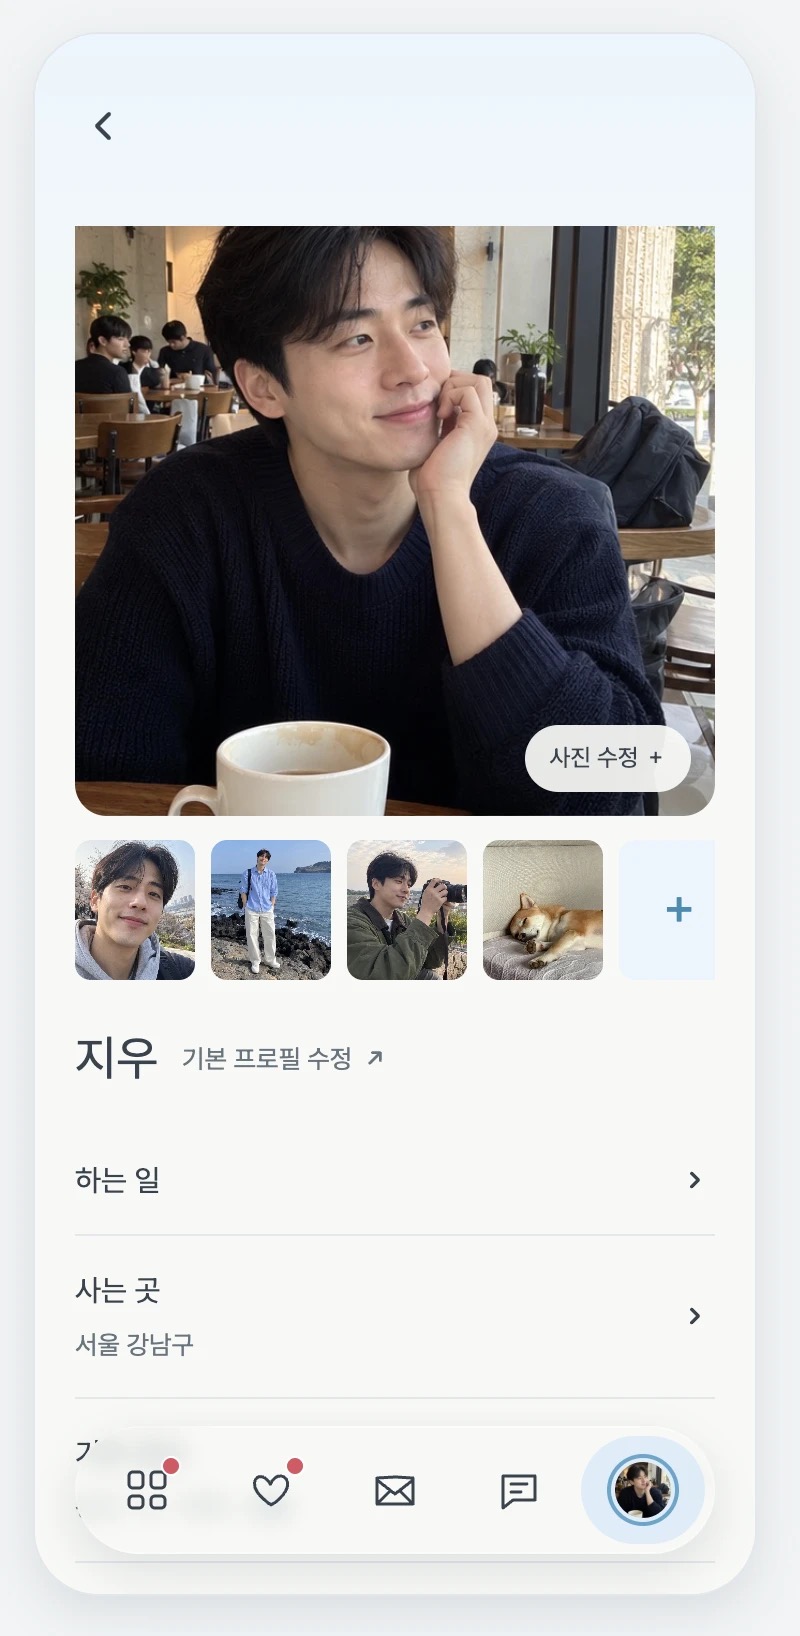 사진 수정 +
지우 기본 프로필 수정 ↗
하는 일
사는 곳
서울 강남구